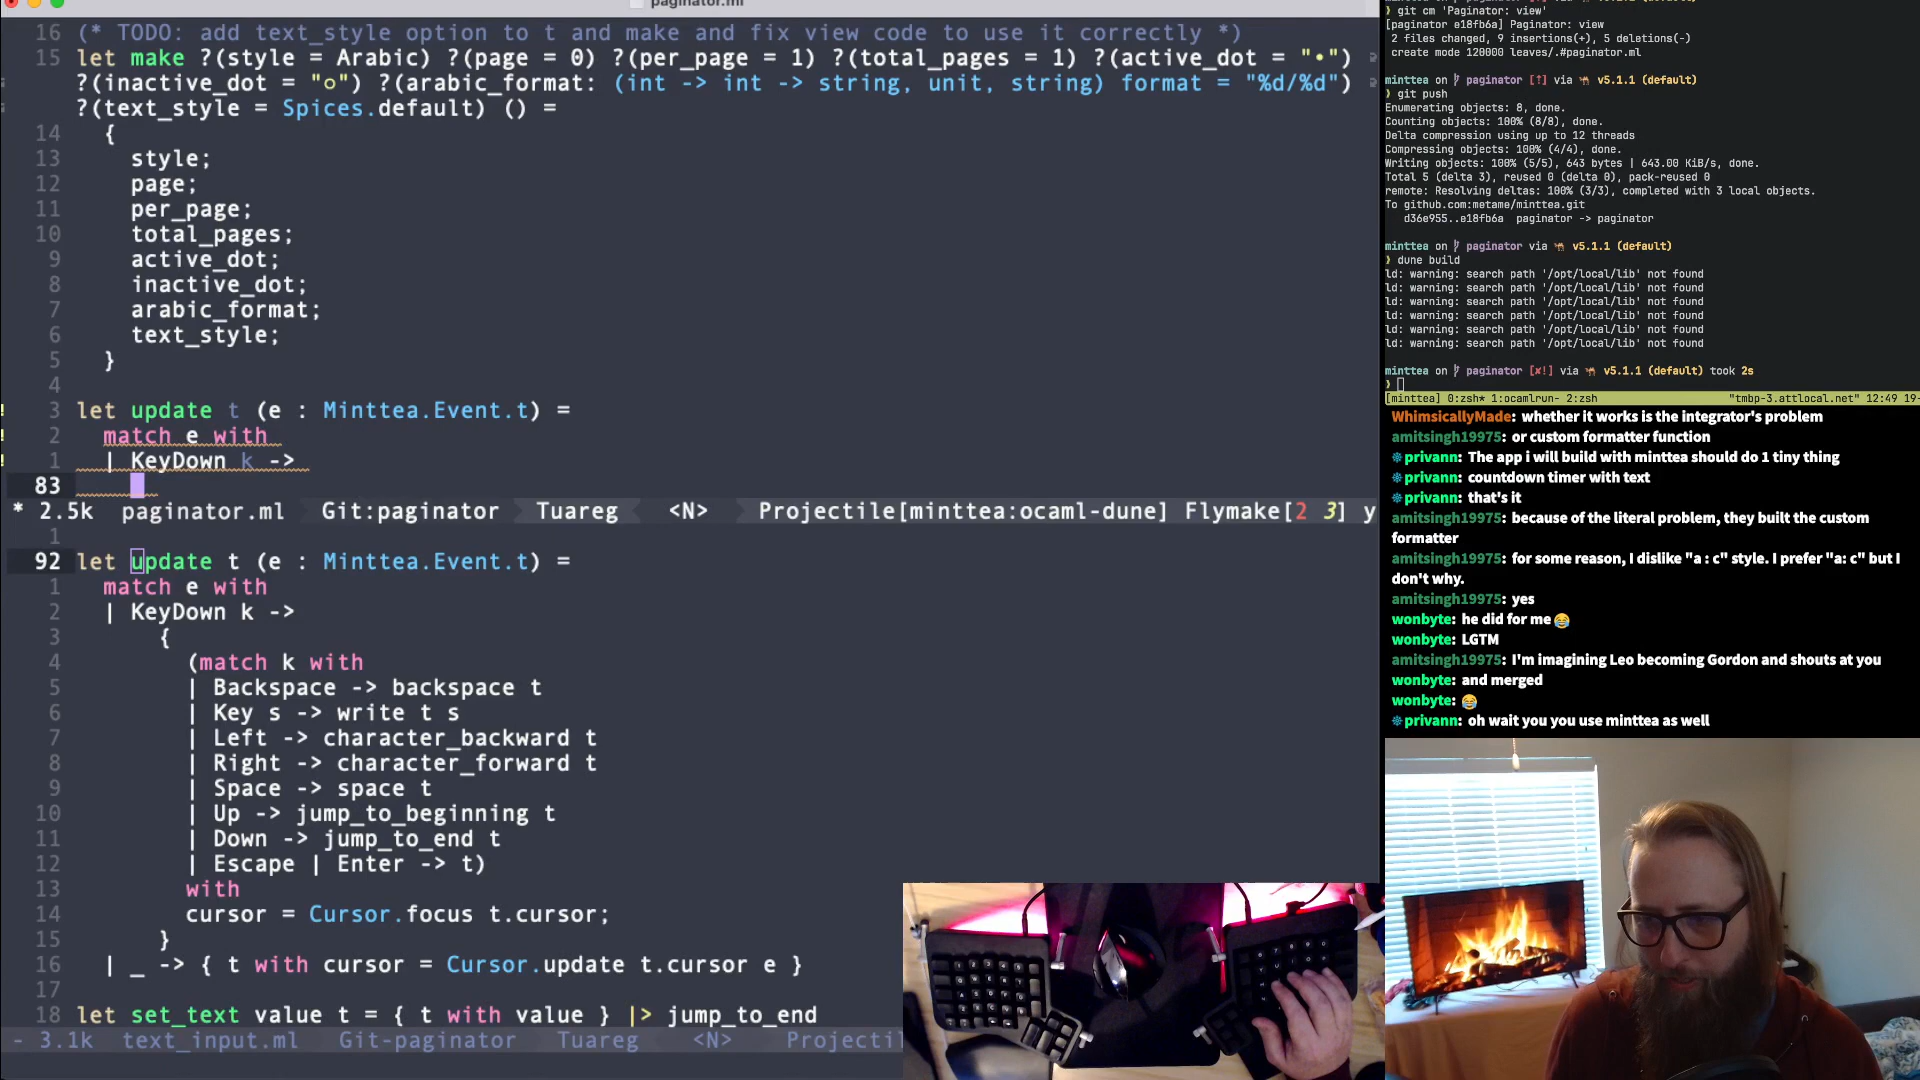 paginator.ml
16 (* TODO: add text_style option to t and make and fix view code to use it correctly *)
15 let make ?(style = Arabic) ?(page = 0) ?(per_page = 1) ?(total_pages = 1) ?(active_dot = "•")
?(inactive_dot = "○") ?(arabic_format: (int -> int -> string, unit, string) format = "%d/%d")
?(text_style = Spices.default) () =
14 {
13 style;
12 page;
11 per_page;
10 total_pages;
9 active_dot;
8 inactive_dot;
7 arabic_format;
6 text_style;
5 }
4
3 let update t (e : Minttea.Event.t) =
2 match e with
1 | KeyDown k ->
83
* 2.5k paginator.ml Git:paginator Tuareg <N> Projectile[minttea:ocaml-dune] Flymake[2 3] y
1
92 let update t (e : Minttea.Event.t) =
1 match e with
2 | KeyDown k ->
3 {
4 (match k with
5 | Backspace -> backspace t
6 | Key s -> write t s
7 | Left -> character_backward t
8 | Right -> character_forward t
9 | Space -> space t
10 | Up -> jump_to_beginning t
11 | Down -> jump_to_end t
12 | Escape | Enter -> t)
13 with
14 cursor = Cursor.focus t.cursor;
15 }
16 | _ -> { t with cursor = Cursor.update t.cursor e }
17
18 let set_text value t = { t with value } |> jump_to_end
- 3.1k text_input.ml Git-paginator Tuareg <N> Projectil
❯ git cm 'Paginator: view'
[paginator e18fb6a] Paginator: view
2 files changed, 9 insertions(+), 5 deletions(-)
create mode 120000 leaves/.#paginator.ml
minttea on paginator [↑] via v5.1.1 (default)
❯ git push
Enumerating objects: 8, done.
Counting objects: 100% (8/8), done.
Delta compression using up to 12 threads
Compressing objects: 100% (4/4), done.
Writing objects: 100% (5/5), 643 bytes | 643.00 KiB/s, done.
Total 5 (delta 3), reused 0 (delta 0), pack-reused 0
remote: Resolving deltas: 100% (3/3), completed with 3 local objects.
To github.com:metame/minttea.git
d36e955..e18fb6a paginator -> paginator
minttea on paginator via v5.1.1 (default)
❯ dune build
ld: warning: search path '/opt/local/lib' not found
ld: warning: search path '/opt/local/lib' not found
ld: warning: search path '/opt/local/lib' not found
ld: warning: search path '/opt/local/lib' not found
ld: warning: search path '/opt/local/lib' not found
ld: warning: search path '/opt/local/lib' not found
minttea on paginator [✘!] via v5.1.1 (default) took 2s
❯
[minttea] 0:zsh* 1:ocamlrun- 2:zsh "tmbp-3.attlocal.net" 12:49 19-
WhimsicallyMade: whether it works is the integrator's problem
amitsingh19975: or custom formatter function
privann: The app i will build with minttea should do 1 tiny thing
privann: countdown timer with text
privann: that's it
amitsingh19975: because of the literal problem, they built the custom
formatter
amitsingh19975: for some reason, I dislike "a : c" style. I prefer "a: c" but I
don't why.
amitsingh19975: yes
wonbyte: he did for me 😂
wonbyte: LGTM
amitsingh19975: I'm imagining Leo becoming Gordon and shouts at you
wonbyte: and merged
wonbyte: 😂
privann: oh wait you you use minttea as well